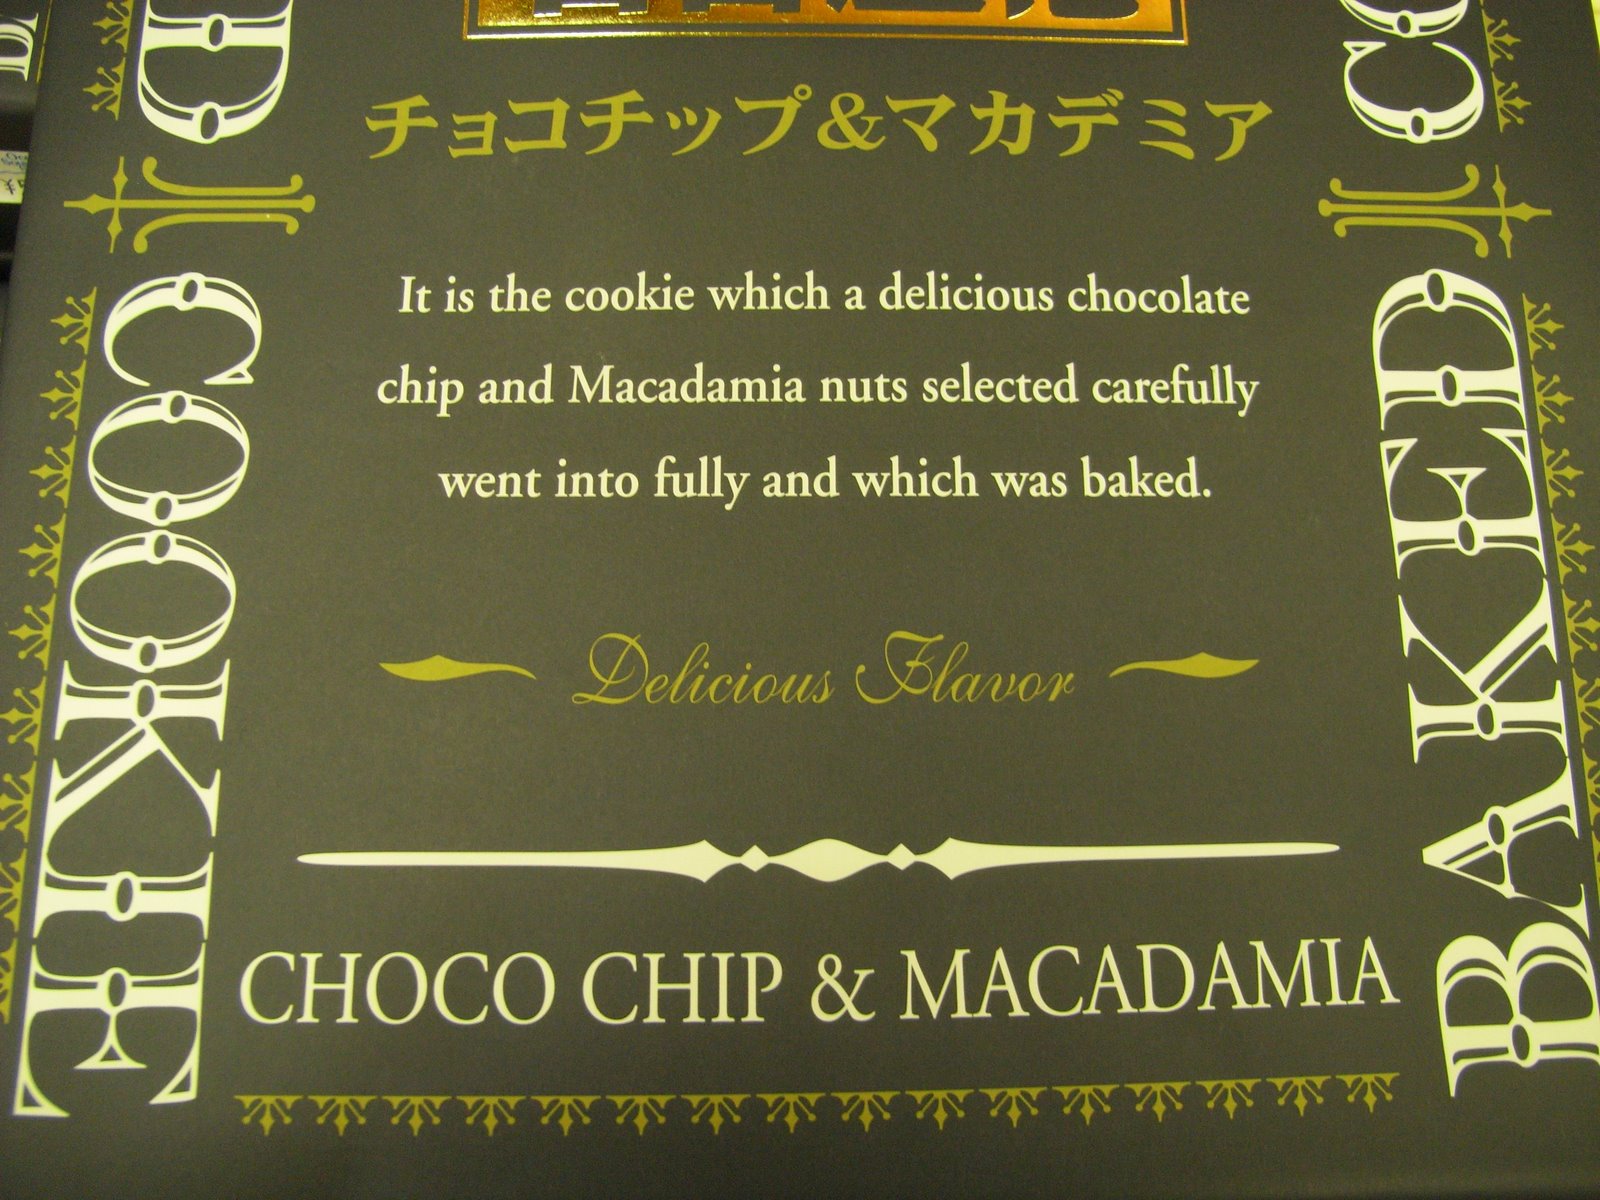 チョコチップ&マカデミア
It is the cookie which a delicious chocolate
chip and Macadamia nuts selected carefully
went into fully and which was baked.
Delicious Flavor
CHOCO CHIP & MACADAMIA
COOKIE
BAKED